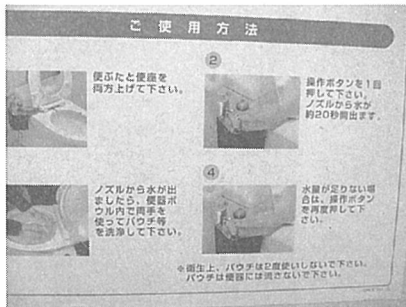 ご使用方法
便ぶたと便座を
両方上げて下さい。
②
操作ボタンを1回
押して下さい。
ノズルから水が
約20秒間出ます。
ノズルから水が出
ましたら、便器ボ
ウル内で両手を
使ってパウチ等
を洗浄して下さい。
④
水量が足りない場
合は、操作ボタン
を再度押して下
さい。
※衛生上、パウチは2度使いしないで下さい。
パウチは便器には流さないで下さい。